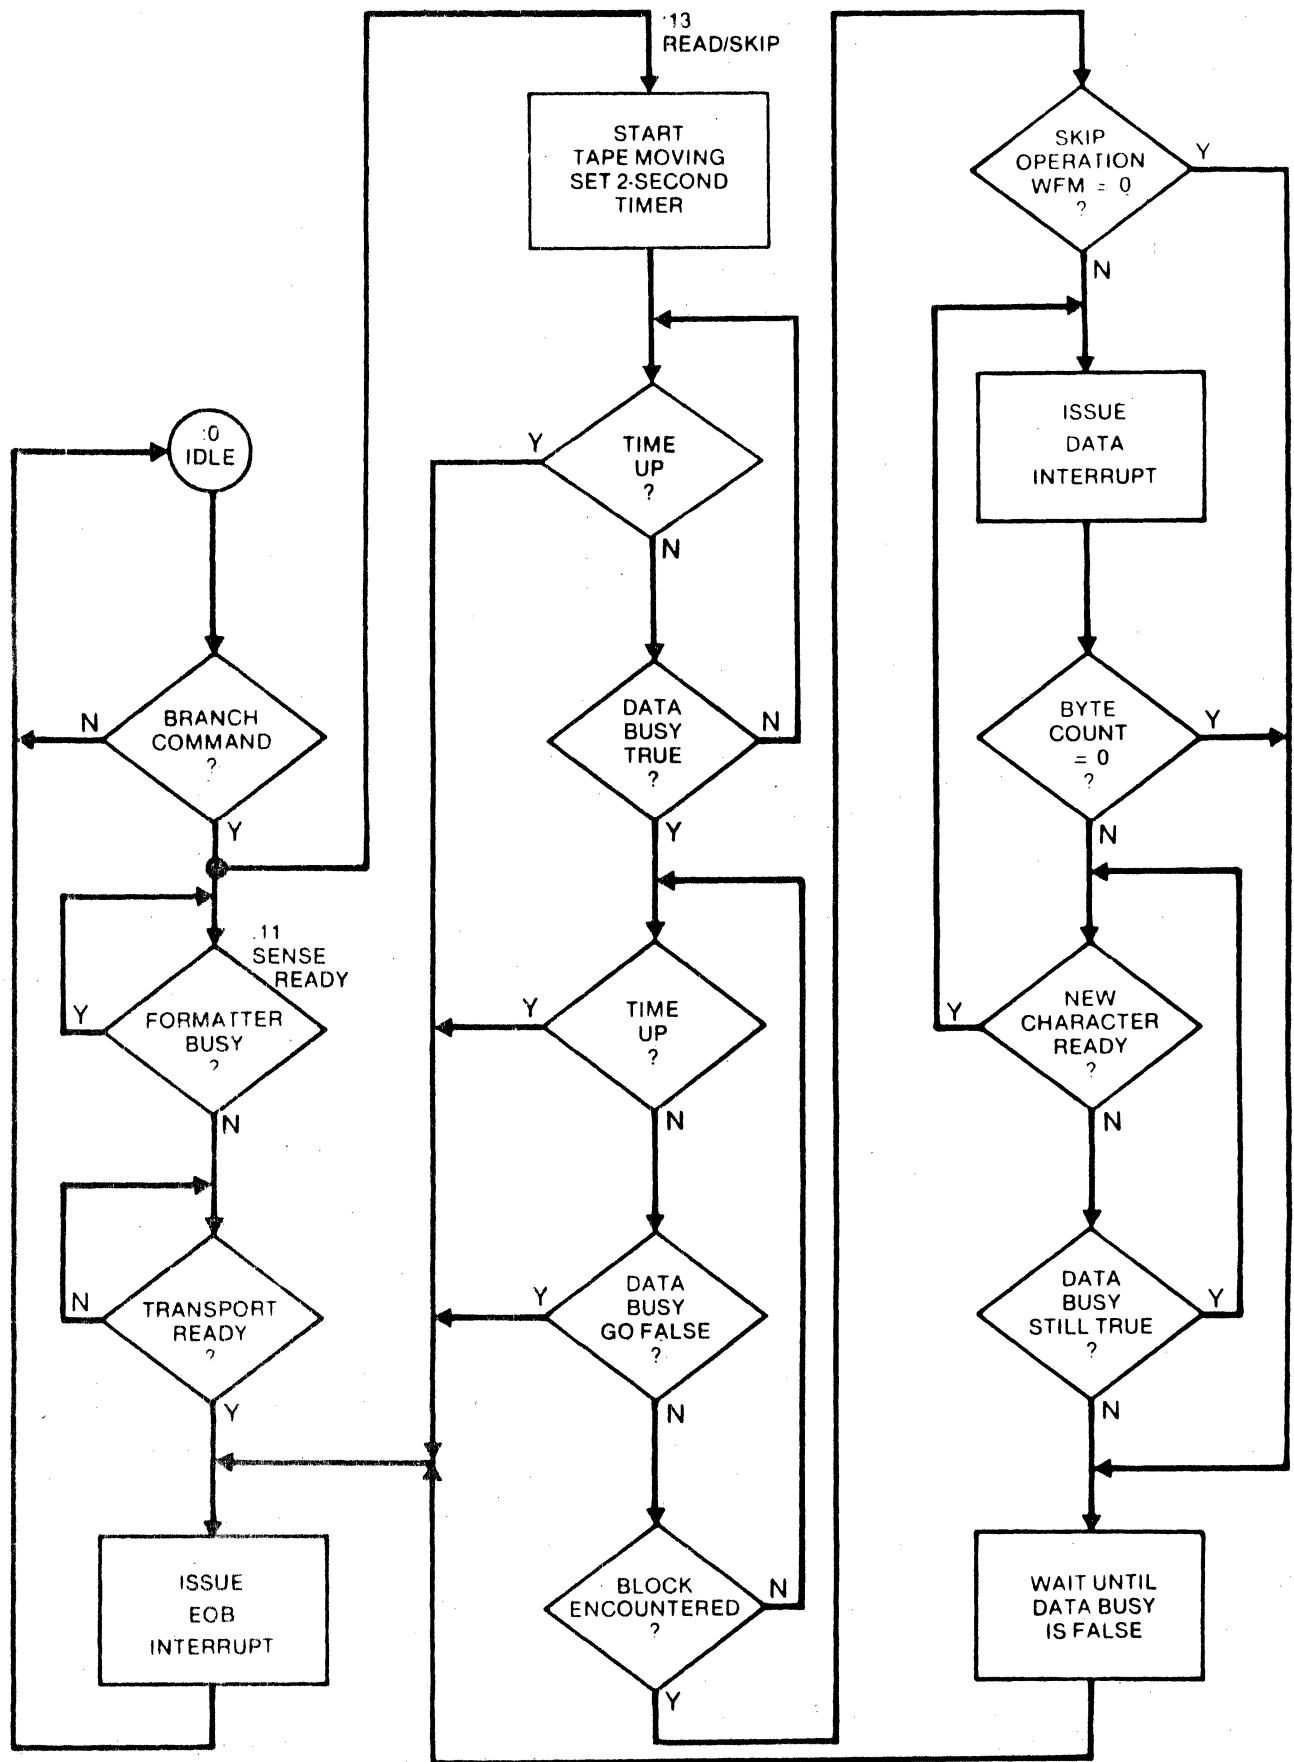 :0
IDLE
N
BRANCH
COMMAND
?
Y
:11
SENSE
READY
Y
FORMATTER
BUSY
?
N
N
TRANSPORT
READY
?
Y
ISSUE
EOB
INTERRUPT
:13
READ/SKIP
START
TAPE MOVING
SET 2-SECOND
TIMER
Y
TIME
UP
?
N
DATA
BUSY
TRUE
?
N
Y
Y
TIME
UP
?
N
Y
DATA
BUSY
GO FALSE
?
N
BLOCK
ENCOUNTERED
?
N
Y
SKIP
OPERATION
WFM = 0
?
Y
N
ISSUE
DATA
INTERRUPT
BYTE
COUNT
= 0
?
Y
N
Y
NEW
CHARACTER
READY
?
N
DATA
BUSY
STILL TRUE
?
Y
N
WAIT UNTIL
DATA BUSY
IS FALSE